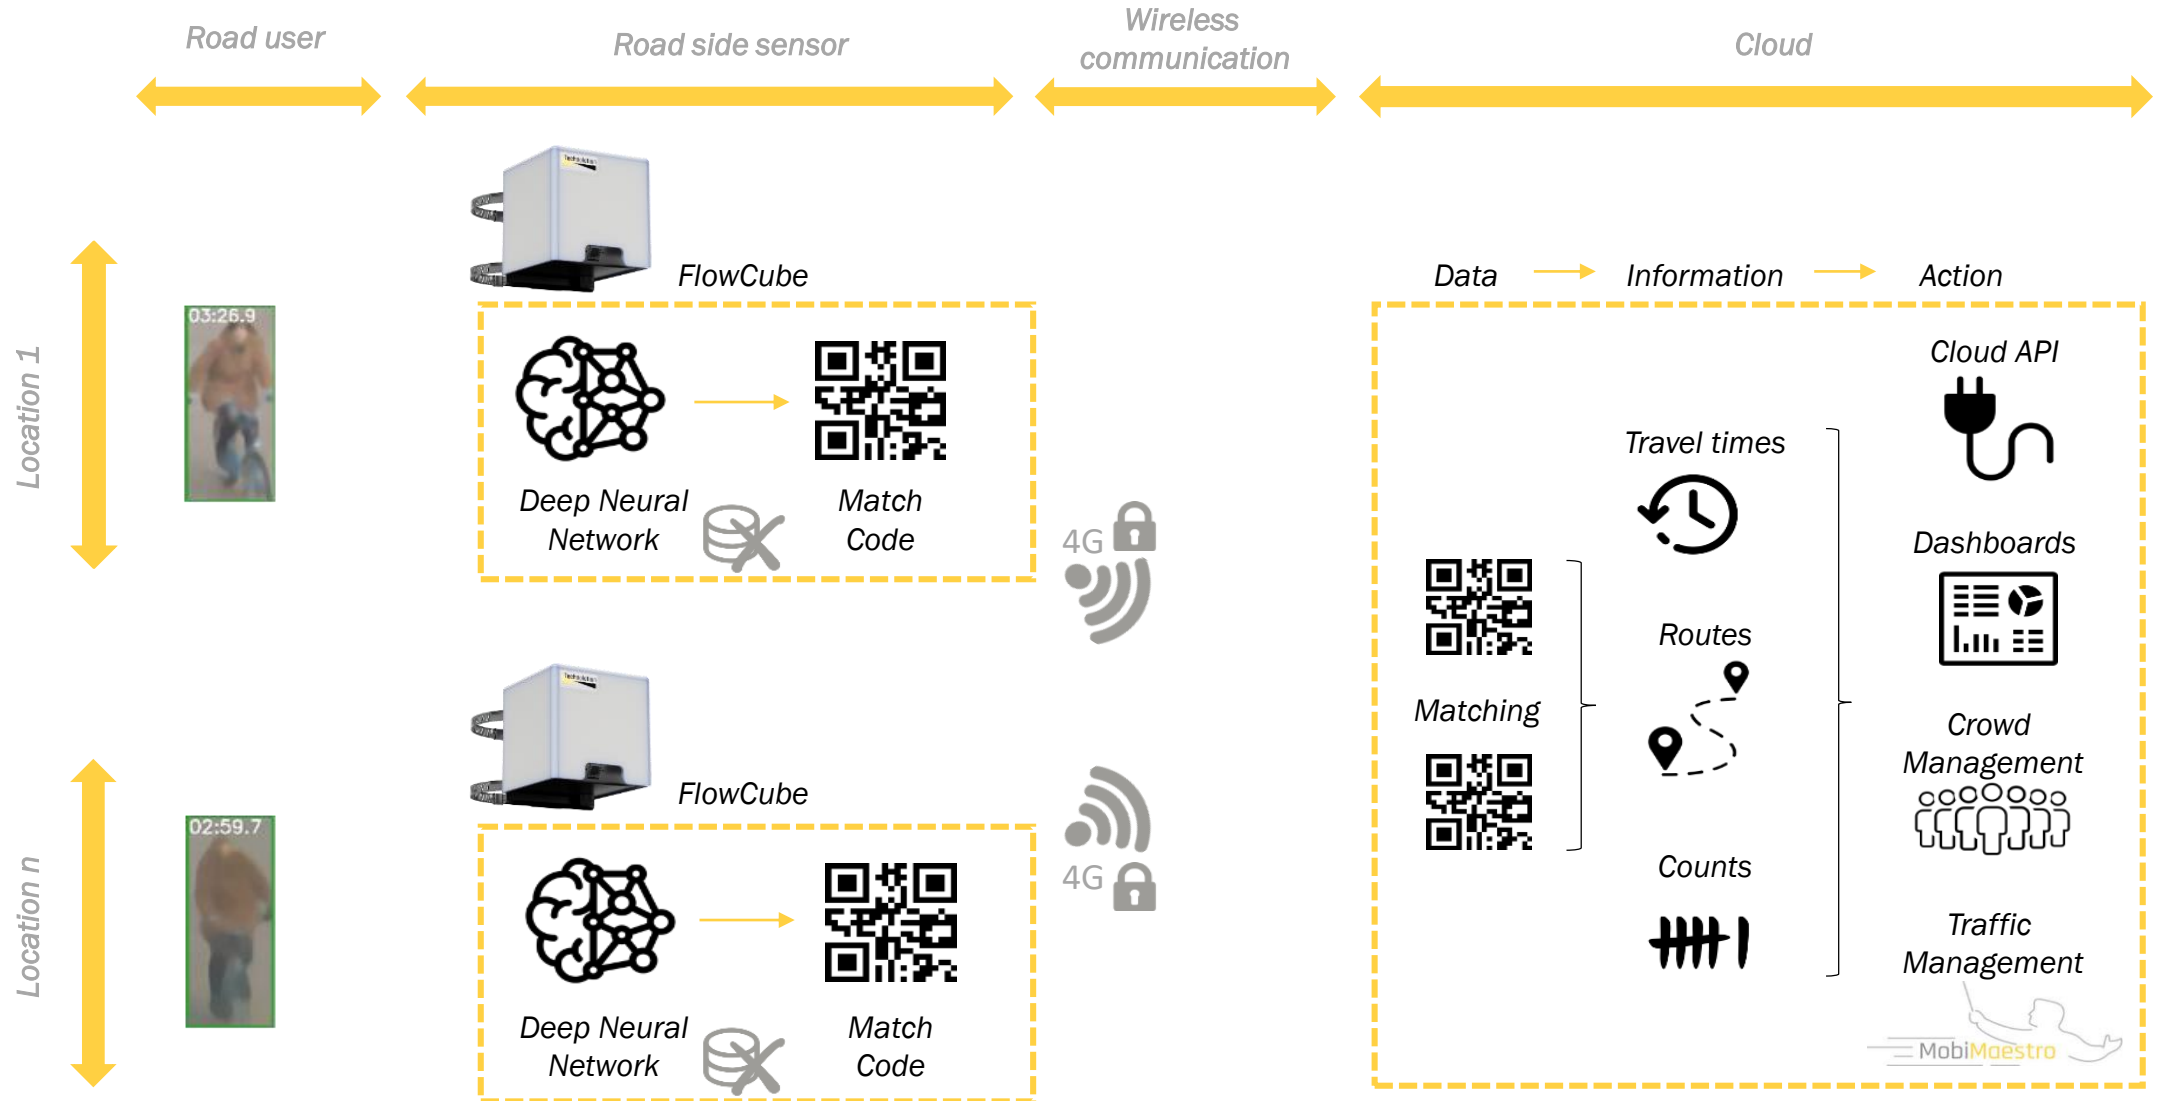 Road user
Road side sensor
Wireless
communication
Cloud
Location 1
03:26.9
FlowCube
Deep Neural
Network
Match
Code
4G
Location n
02:59.7
FlowCube
Deep Neural
Network
Match
Code
4G
Data
Information
Action
Matching
Travel times
Routes
Counts
Cloud API
Dashboards
Crowd
Management
Traffic
Management
MobiMaestro